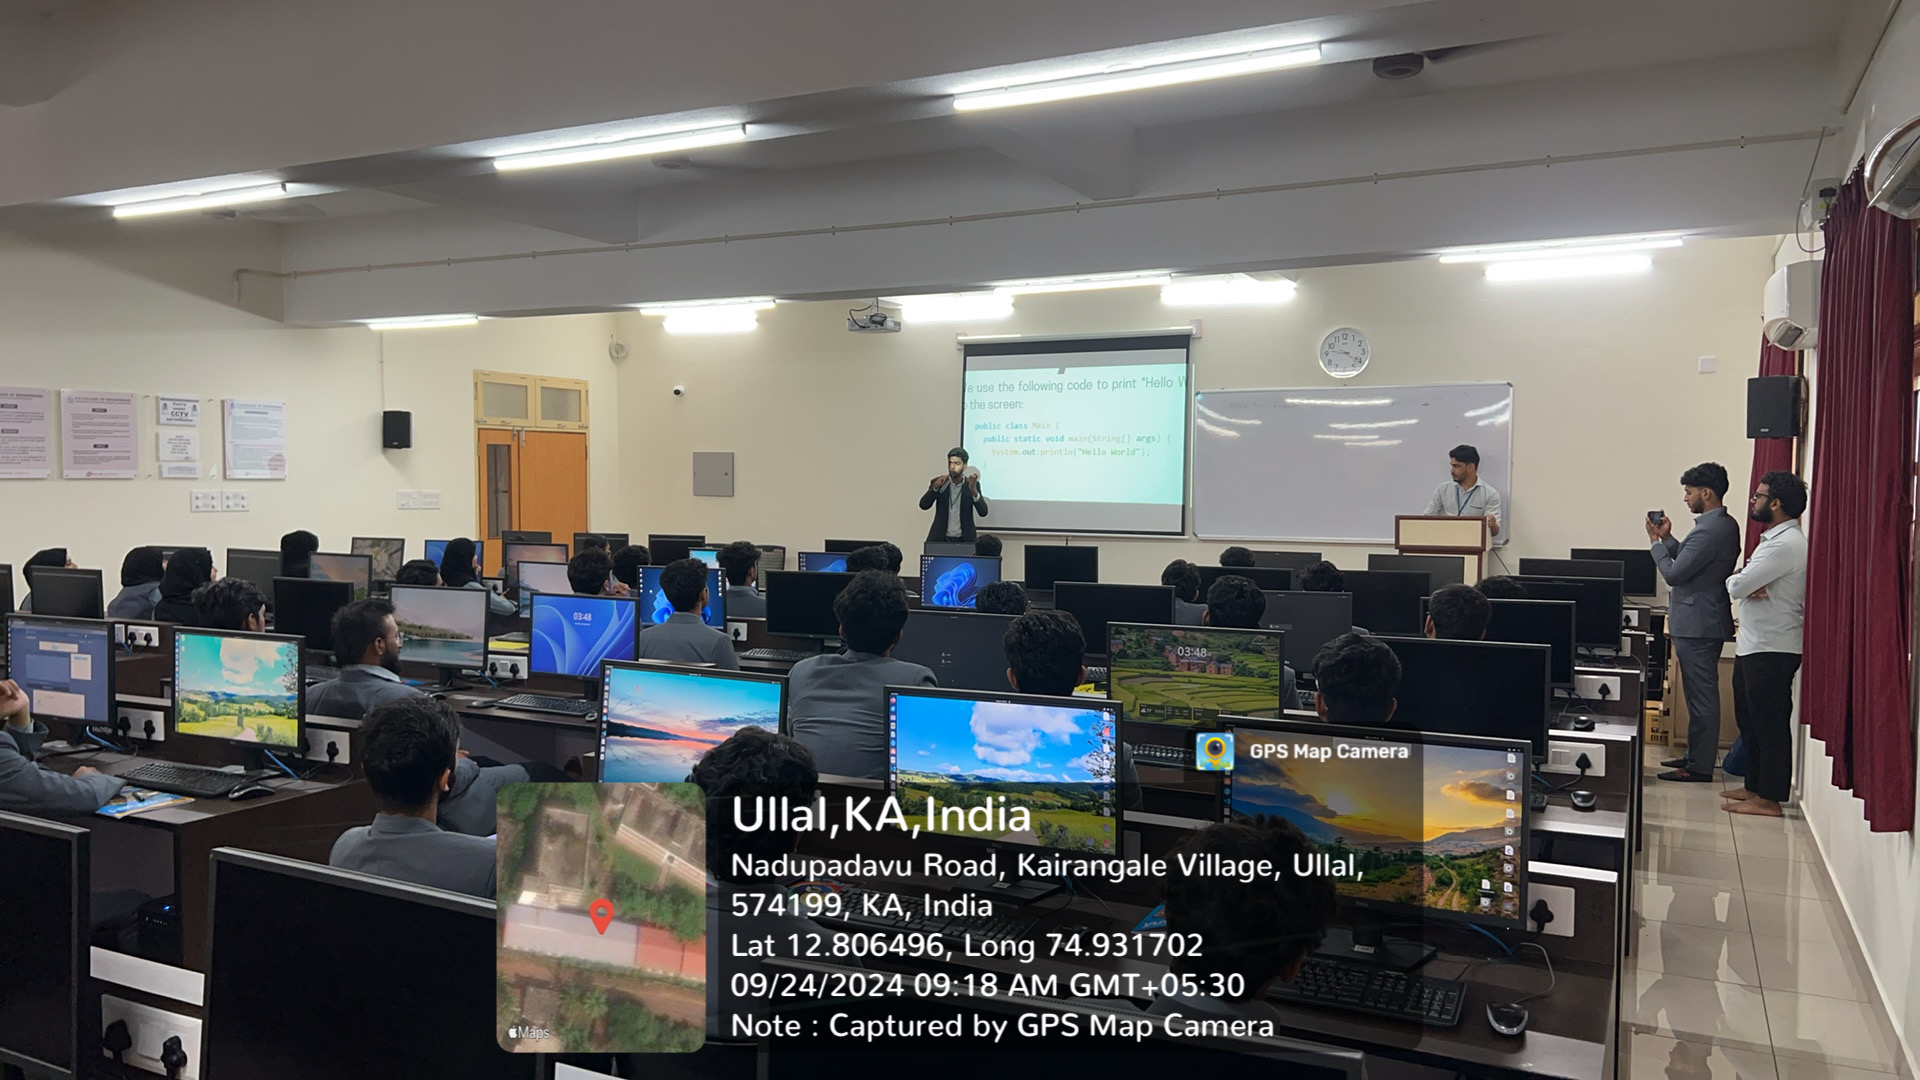 e use the following code to print "Hello W
the screen:
public class Main {
public static void main(String[] args) {
System.out.println("Hello World");
}
CCTV
03:48
03:48
GPS Map Camera
Ullal,KA,India
Nadupadavu Road, Kairangale Village, Ullal,
574199, KA, India
Lat 12.806496, Long 74.931702
09/24/2024 09:18 AM GMT+05:30
Note : Captured by GPS Map Camera
Maps